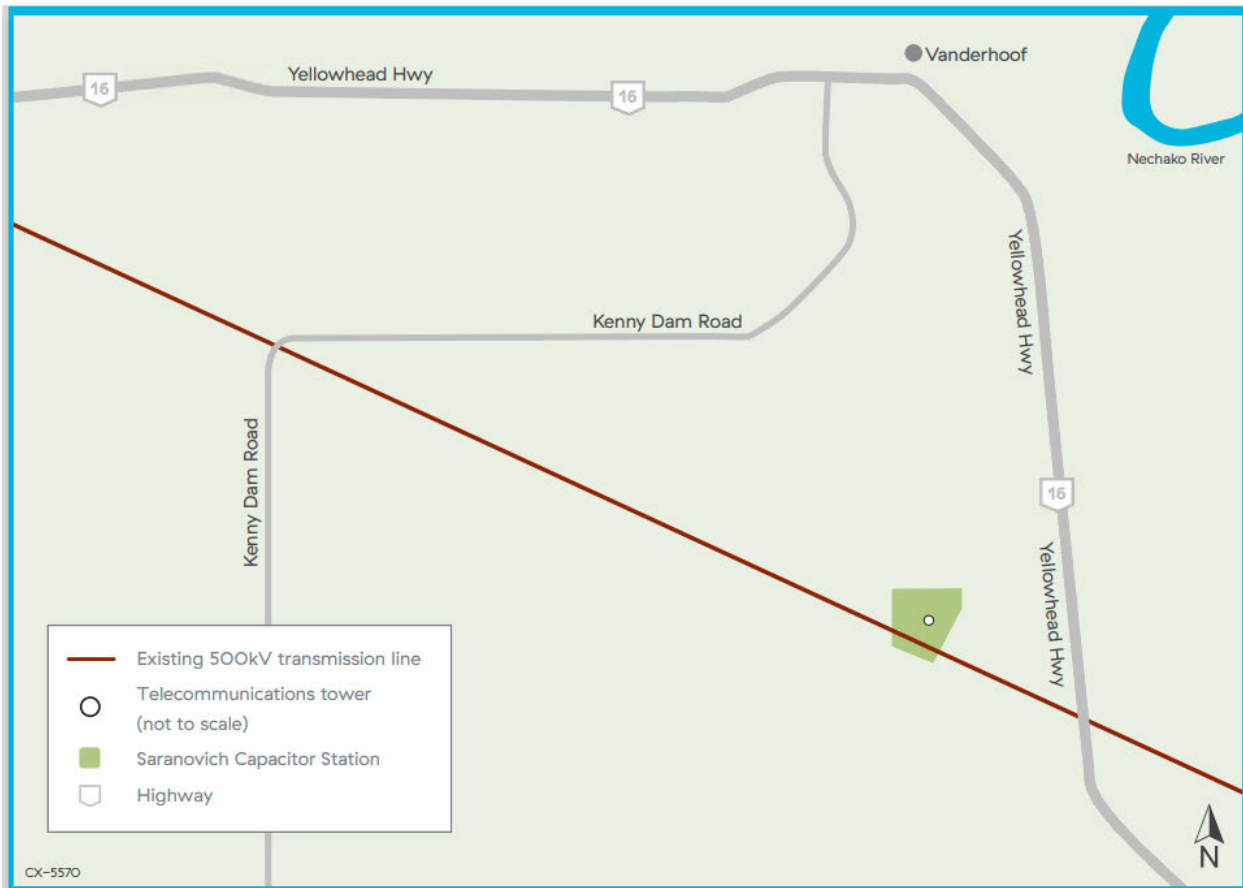 Vanderhoof
Yellowhead Hwy
16
16
Nechako River
Yellowhead Hwy
Kenny Dam Road
Kenny Dam Road
16
Yellowhead Hwy
Existing 500kV transmission line
Telecommunications tower
(not to scale)
Saranovich Capacitor Station
Highway
N
CX-5570